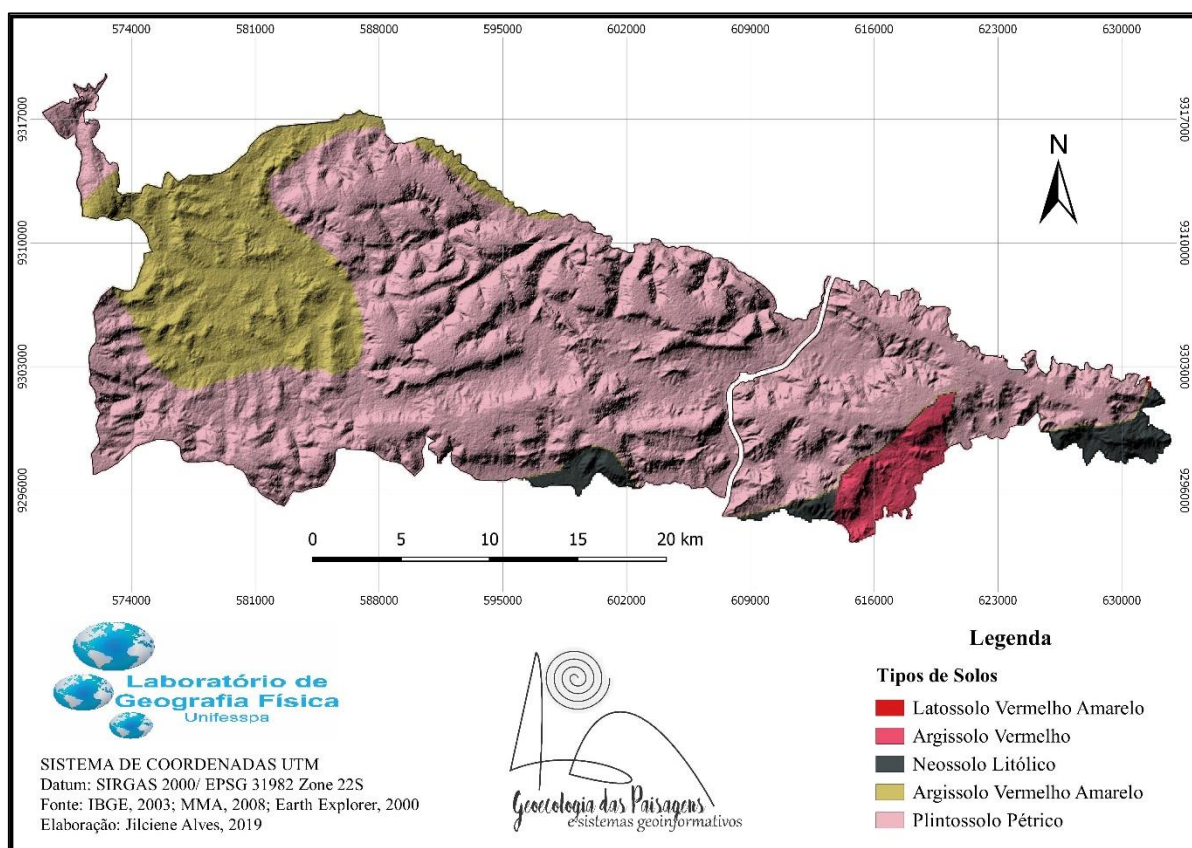 574000 581000 588000 595000 602000 609000 616000 623000 630000
9317000 9317000
N
9310000 9310000
9303000 9303000
9296000 9296000
0 5 10 15 20 km
574000 581000 588000 595000 602000 609000 616000 623000 630000
Laboratório de
Geografia Física
Unifesspa
SISTEMA DE COORDENADAS UTM
Datum: SIRGAS 2000/ EPSG 31982 Zone 22S
Fonte: IBGE, 2003; MMA, 2008; Earth Explorer, 2000
Elaboração: Jilciene Alves, 2019
Geoecologia das Paisagens
e sistemas geoinformativos
Legenda
Tipos de Solos
Latossolo Vermelho Amarelo
Argissolo Vermelho
Neossolo Litólico
Argissolo Vermelho Amarelo
Plintossolo Pétrico